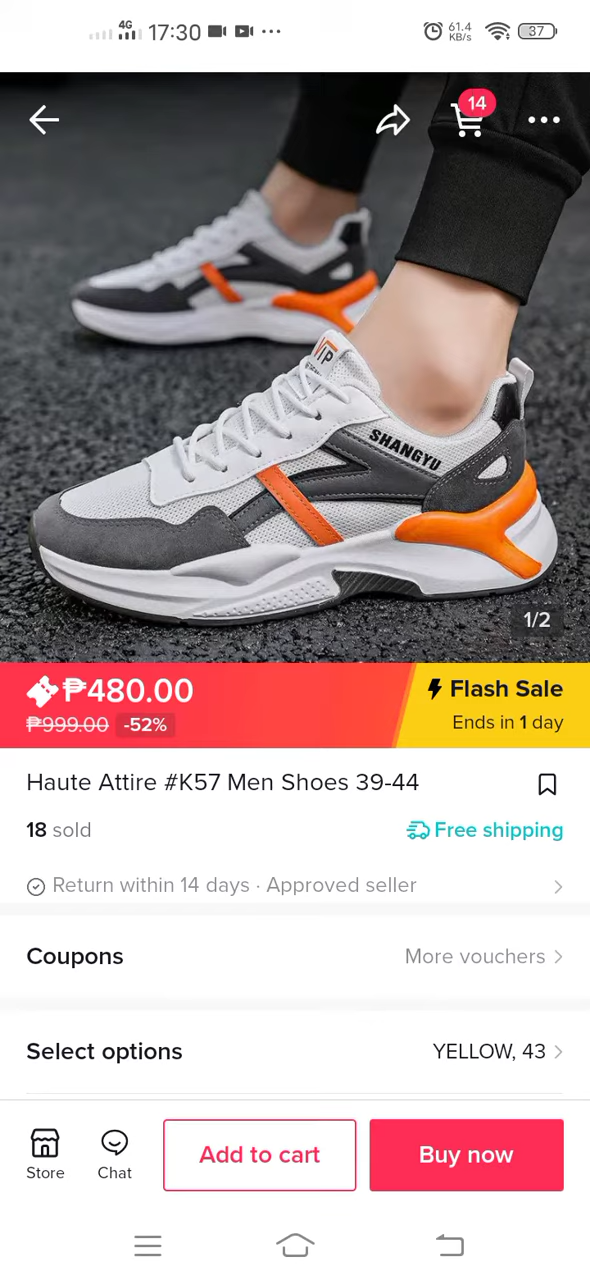 4G 17:30 61.4 KB/s 37
14
VIP
SHANGYU
1/2
₱480.00
Flash Sale
₱999.00 -52%
Ends in 1 day
Haute Attire #K57 Men Shoes 39-44
18 sold
Free shipping
Return within 14 days · Approved seller
Coupons
More vouchers
Select options
YELLOW, 43
Store
Chat
Add to cart
Buy now